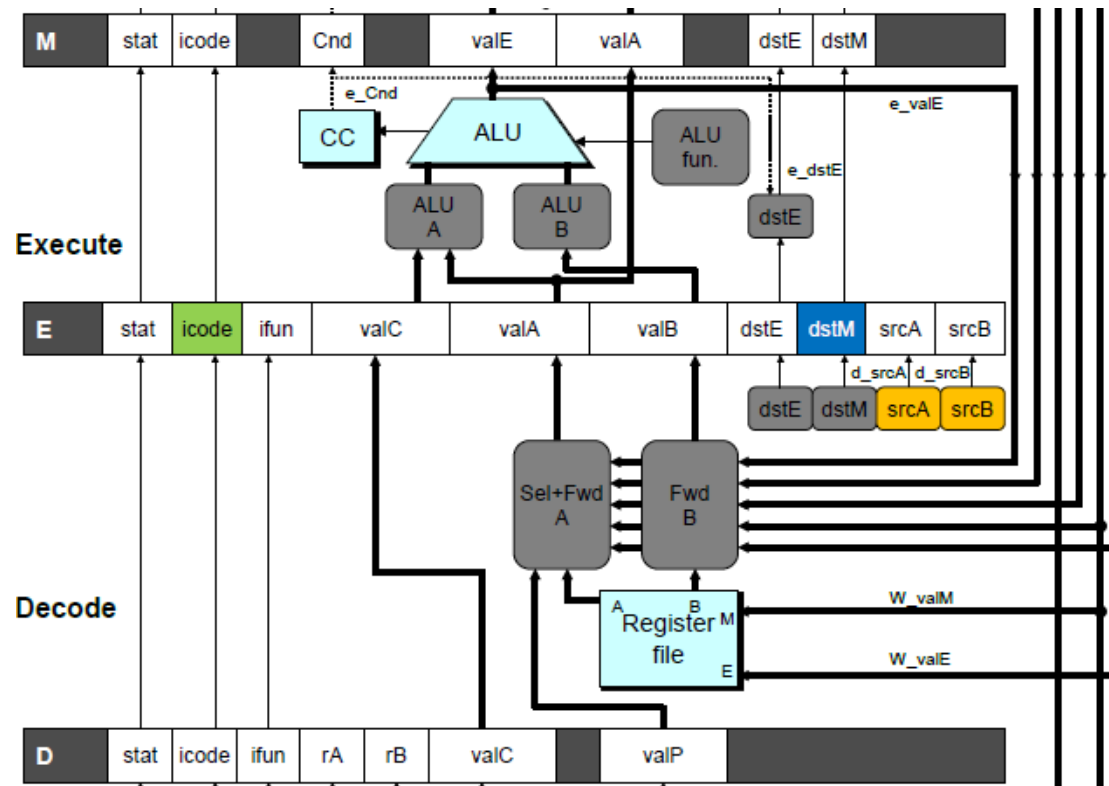 M stat icode Cnd valE valA dstE dstM
e_Cnd
e_valE
CC
ALU
ALU
fun.
e_dstE
ALU
A
ALU
B
dstE
Execute
E stat icode ifun valC valA valB dstE dstM srcA srcB
d_srcA d_srcB
dstE dstM srcA srcB
Sel+Fwd
A
Fwd
B
Decode
A B
W_valM
Register M
file
W_valE
E
D stat icode ifun rA rB valC valP